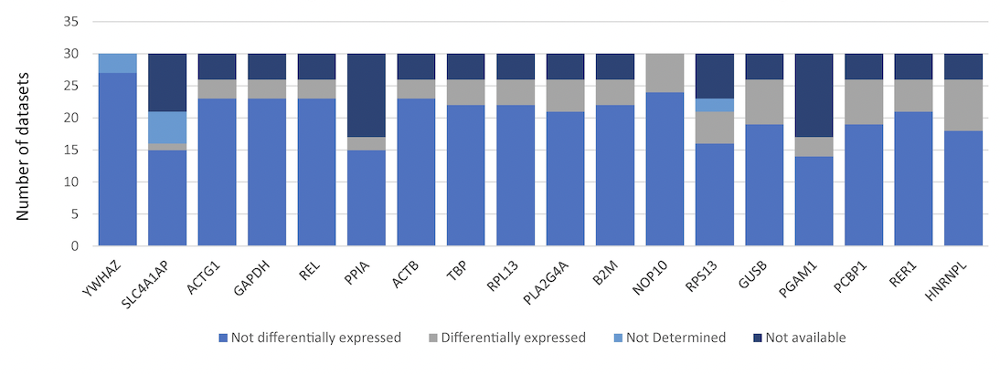 35
30
25
20
15
10
5
0
Number of datasets
YWHAZ
SLC4A1AP
ACTG1
GAPDH
REL
PPIA
ACTB
TBP
RPL13
PLA2G4A
B2M
NOP10
RPS13
GUSB
PGAM1
PCBP1
RER1
HNRNPL
Not differentially expressed
Differentially expressed
Not Determined
Not available